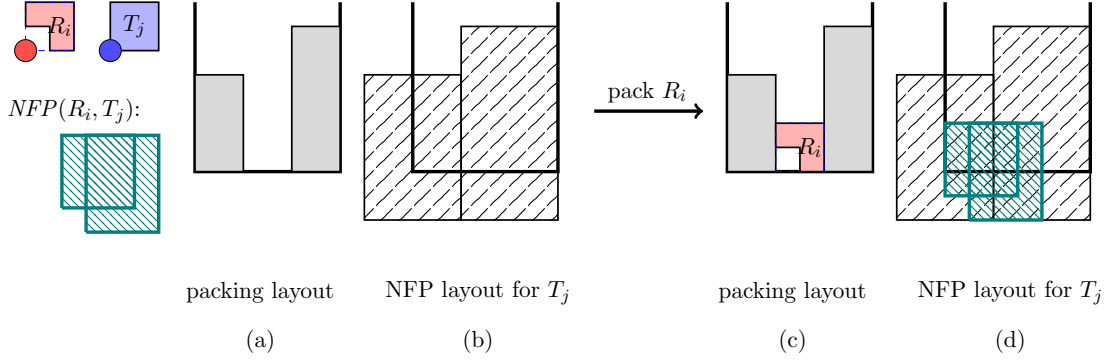 R_i
T_j
NFP(R_i, T_j):
pack R_i
R_i
packing layout
NFP layout for T_j
packing layout
NFP layout for T_j
(a)
(b)
(c)
(d)